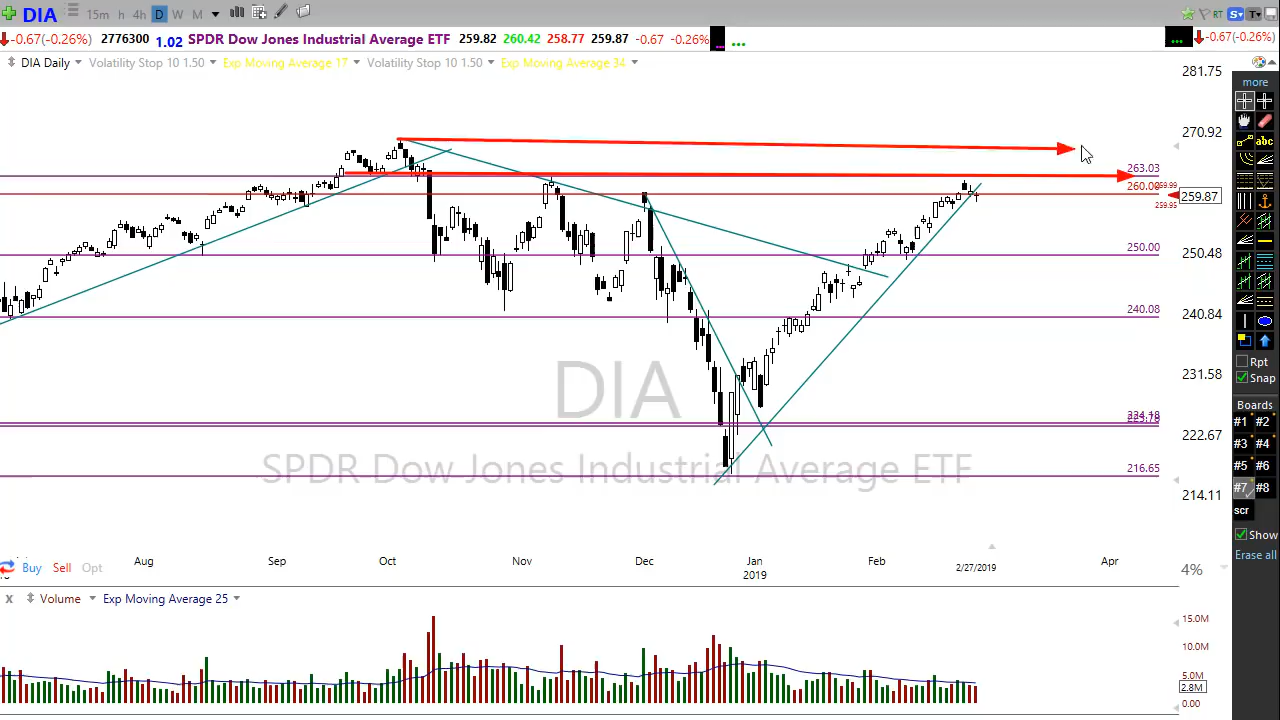 DIA 15m h 4h D W M RT S T
-0.67(-0.26%) 2776300 1.02 SPDR Dow Jones Industrial Average ETF 259.82 260.42 258.77 259.87 -0.67 -0.26% ... ... ... -0.67(-0.26%)
DIA Daily Volatility Stop 10 1.50 Exp Moving Average 17 Volatility Stop 10 1.50 Exp Moving Average 34
281.75
more
270.92
abc
263.03
260.00 259.99
259.87
259.95
250.00 250.48
240.08 240.84
Rpt
231.58
Snap
DIA
Boards
224.18
#1 #2
222.67
#3 #4
SPDR Dow Jones Industrial Average ETF
216.65
#5 #6
214.11
#7 #8
scr
Show
Erase all
Aug Sep Oct Nov Dec Jan Feb Apr
2019 2/27/2019
Buy Sell Opt 4%
X Volume Exp Moving Average 25
15.0M
10.0M
5.0M
2.8M
0.00